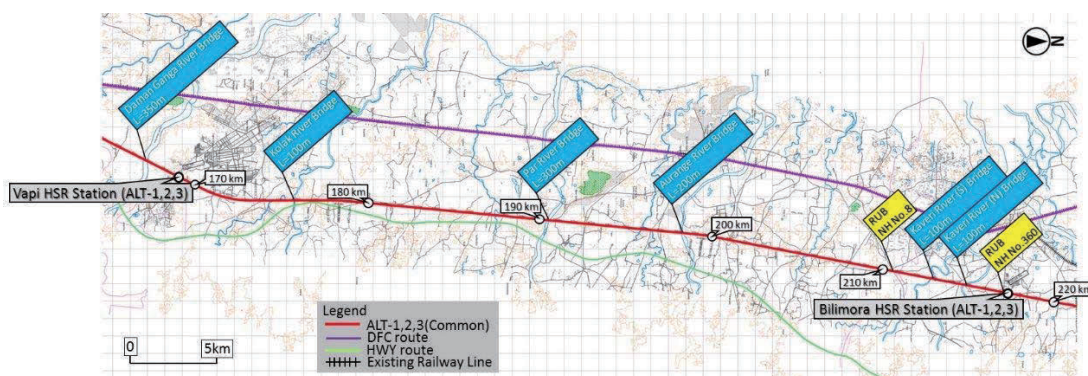 N
Daman Ganga River Bridge
L=350m
Kolak River Bridge
L=100m
Par River Bridge
L=300m
Auranga River Bridge
L=200m
Kaveri River (S) Bridge
L=100m
Kaveri River (N) Bridge
L=100m
RUB
NH No.8
RUB
NH No.360
170 km
180 km
190 km
200 km
210 km
220 km
Vapi HSR Station (ALT-1,2,3)
Bilimora HSR Station (ALT-1,2,3)
Legend
ALT-1,2,3(Common)
DFC route
HWY route
Existing Railway Line
0
5km